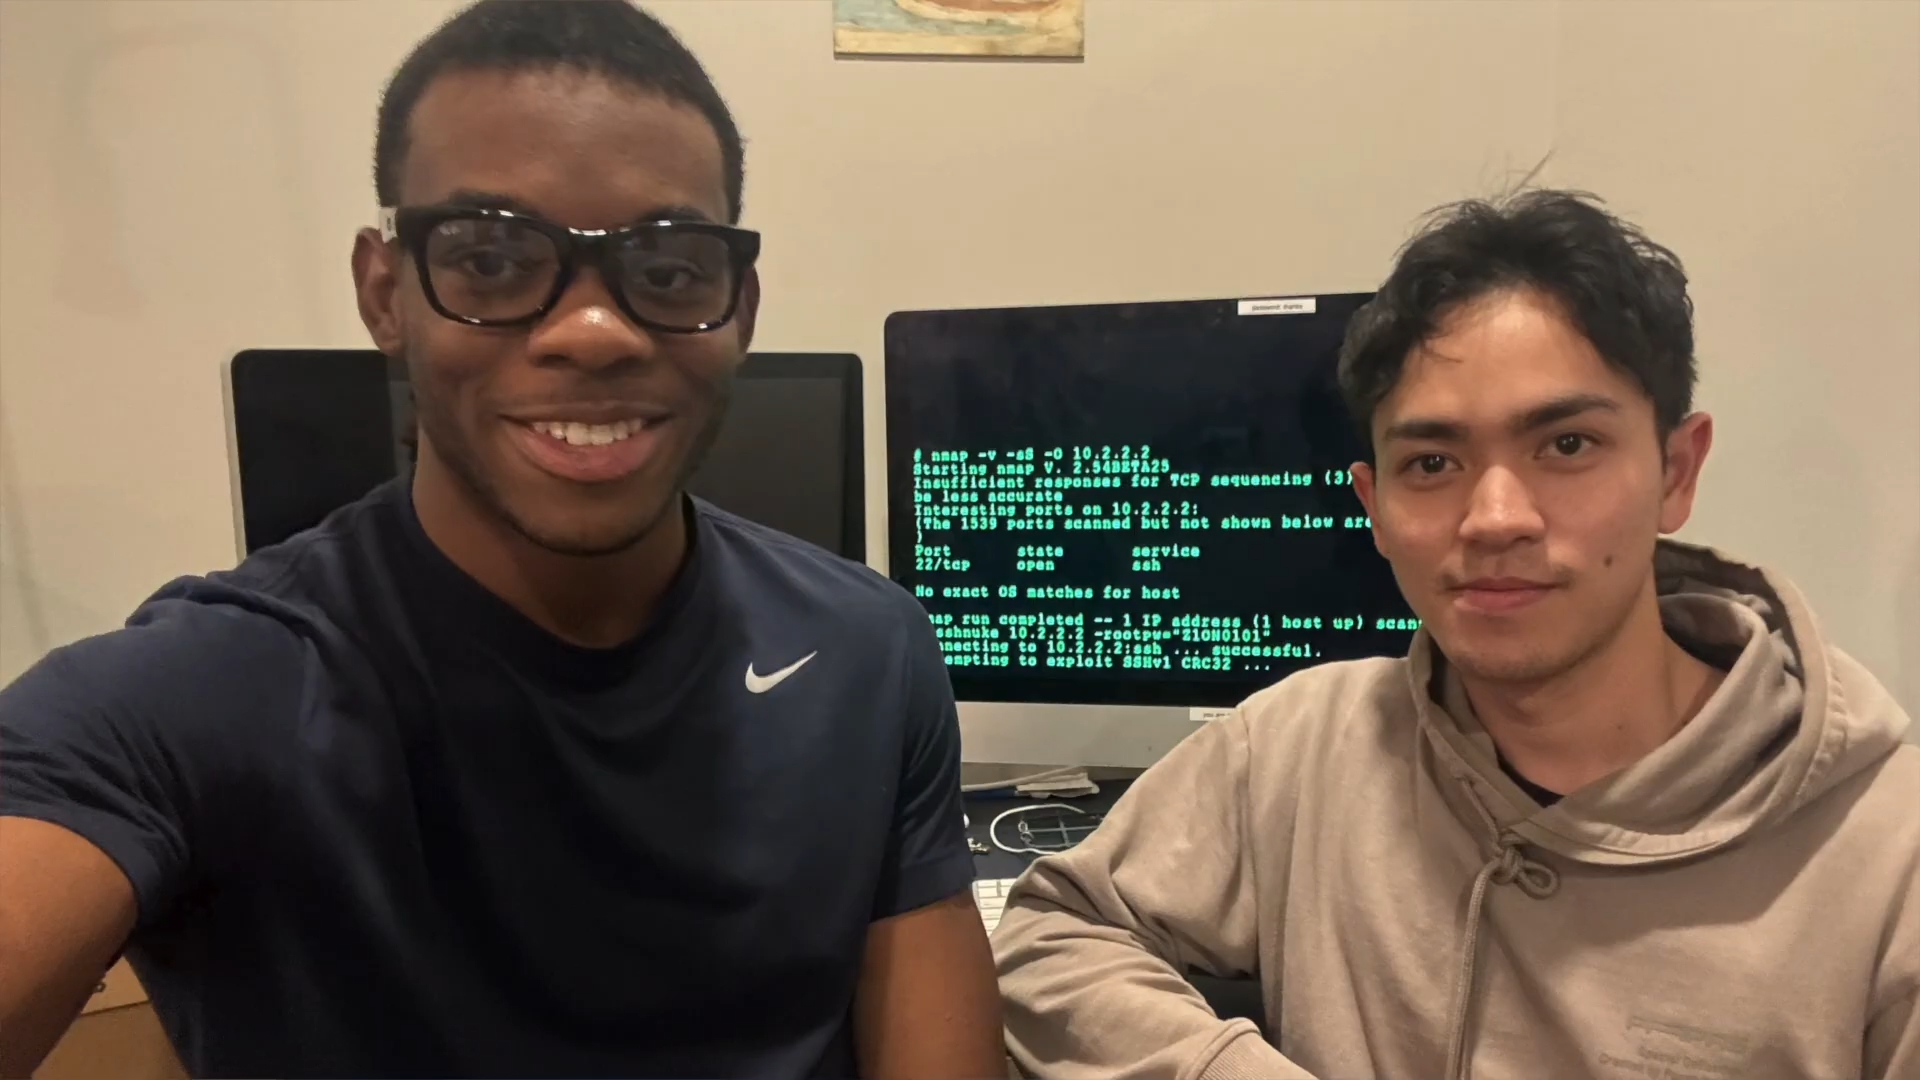 password: display
# nmap -v -sS -O 10.2.2.2
Starting nmap V. 2.54BETA25
Insufficient responses for TCP sequencing (3)
be less accurate
Interesting ports on 10.2.2.2:
(The 1539 ports scanned but not shown below are
)
Port state service
22/tcp open ssh
No exact OS matches for host
map run completed -- 1 IP address (1 host up) scan
sshnuke 10.2.2.2 -rootpw="Z1ON0101"
nnecting to 10.2.2.2:ssh ... successful.
empting to exploit SSHv1 CRC32 ...